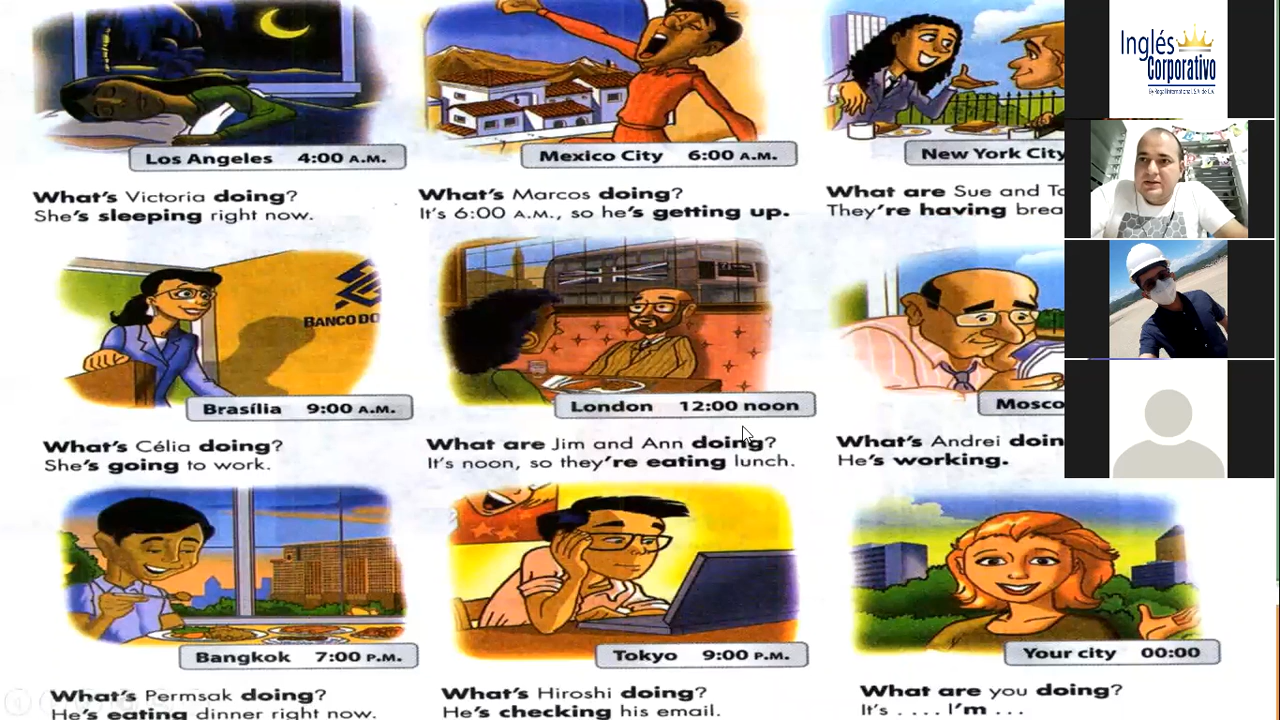 Los Angeles 4:00 A.M.
What's Victoria doing?
She's sleeping right now.
Mexico City 6:00 A.M.
What's Marcos doing?
It's 6:00 A.M., so he's getting up.
New York City
What are Sue and
They're having
Brasília 9:00 A.M.
BANCO DO
What's Célia doing?
She's going to work.
London 12:00 noon
What are Jim and Ann doing?
It's noon, so they're eating lunch.
Mosco
What's Andrei doin
He's working.
Bangkok 7:00 P.M.
What's Permsak doing?
He's eating dinner right now.
Tokyo 9:00 P.M.
What's Hiroshi doing?
He's checking his email.
Your city 00:00
What are you doing?
It's .... I'm ...
Inglés
Corporativo